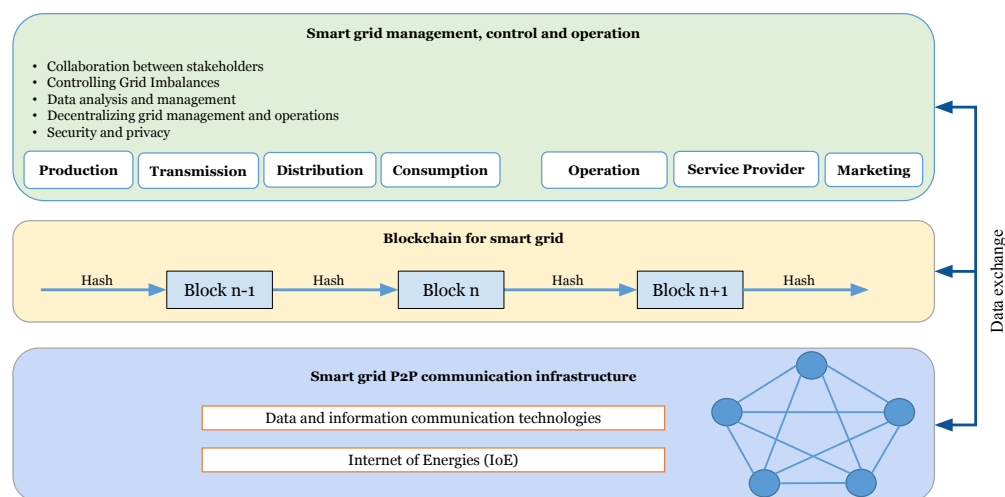 Smart grid management, control and operation
• Collaboration between stakeholders
• Controlling Grid Imbalances
• Data analysis and management
• Decentralizing grid management and operations
• Security and privacy
Production Transmission Distribution Consumption Operation Service Provider Marketing
Blockchain for smart grid
Hash Block n-1 Hash Block n Hash Block n+1 Hash
Smart grid P2P communication infrastructure
Data and information communication technologies
Internet of Energies (IoE)
Data exchange